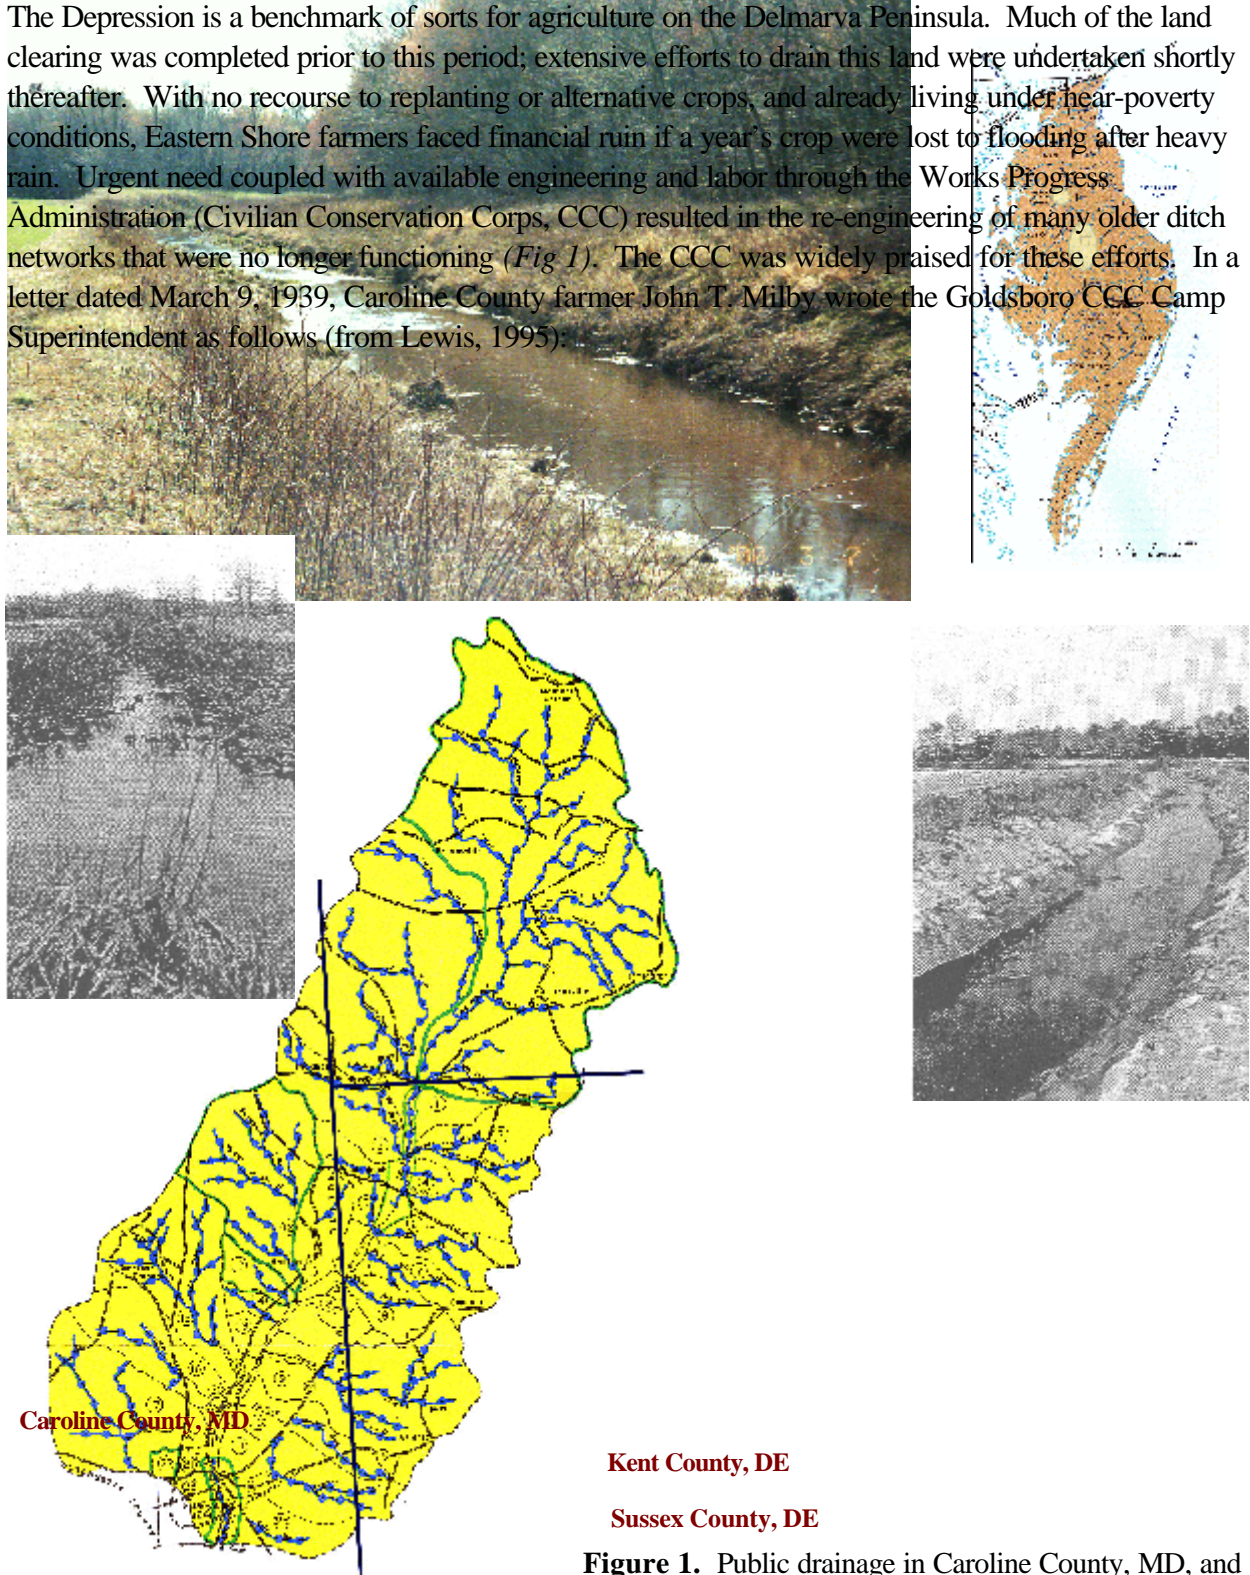 The Depression is a benchmark of sorts for agriculture on the Delmarva Peninsula.  Much of the land
clearing was completed prior to this period; extensive efforts to drain this land were undertaken shortly
thereafter.  With no recourse to replanting or alternative crops, and already living under near-poverty
conditions, Eastern Shore farmers faced financial ruin if a year's crop were lost to flooding after heavy
rain.  Urgent need coupled with available engineering and labor through the Works Progress
Administration (Civilian Conservation Corps, CCC) resulted in the re-engineering of many older ditch
networks that were no longer functioning (Fig 1).  The CCC was widely praised for these efforts.  In a
letter dated March 9, 1939, Caroline County farmer John T. Milby wrote the Goldsboro CCC Camp
Superintendent as follows (from Lewis, 1995):
Caroline County, MD
Kent County, DE
Sussex County, DE
Figure 1.  Public drainage in Caroline County, MD, and